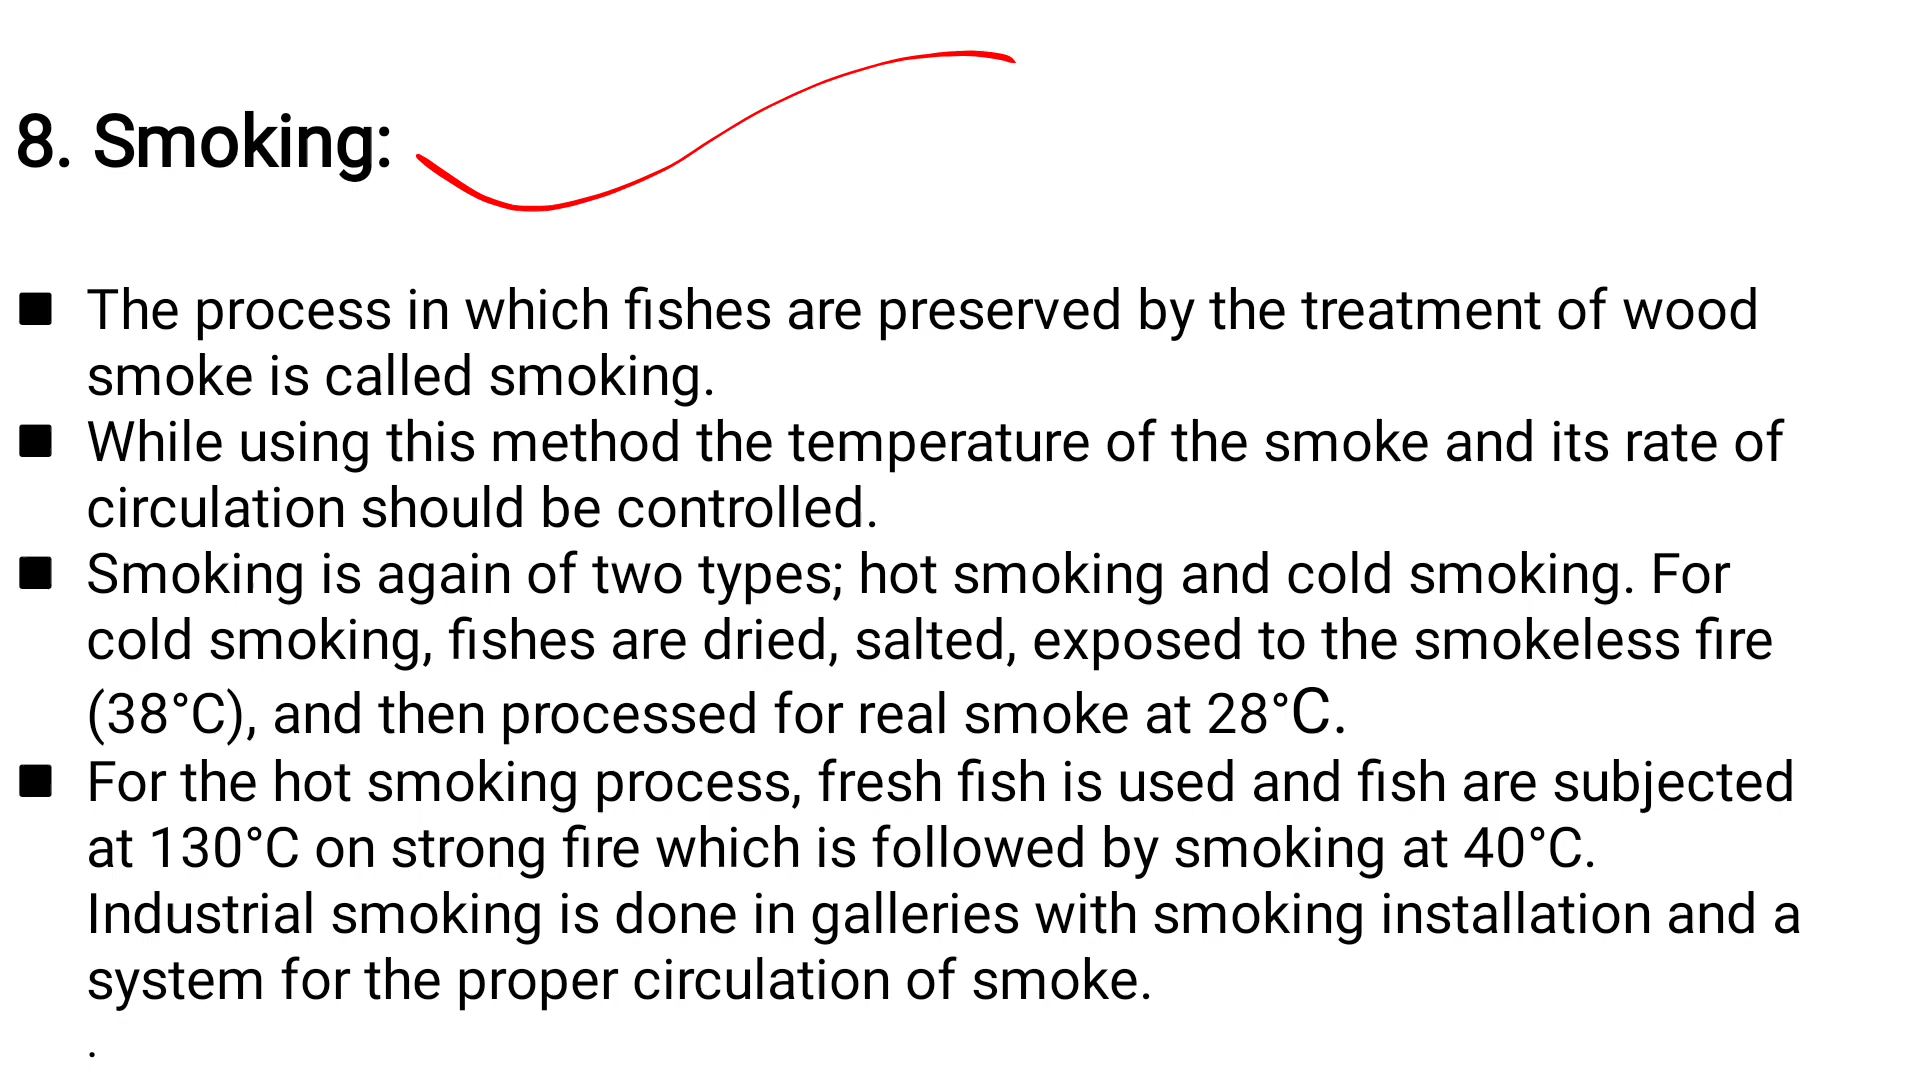 8. Smoking:
■ The process in which fishes are preserved by the treatment of wood
smoke is called smoking.
■ While using this method the temperature of the smoke and its rate of
circulation should be controlled.
■ Smoking is again of two types; hot smoking and cold smoking. For
cold smoking, fishes are dried, salted, exposed to the smokeless fire
(38°C), and then processed for real smoke at 28°C.
■ For the hot smoking process, fresh fish is used and fish are subjected
at 130°C on strong fire which is followed by smoking at 40°C.
Industrial smoking is done in galleries with smoking installation and a
system for the proper circulation of smoke.
.